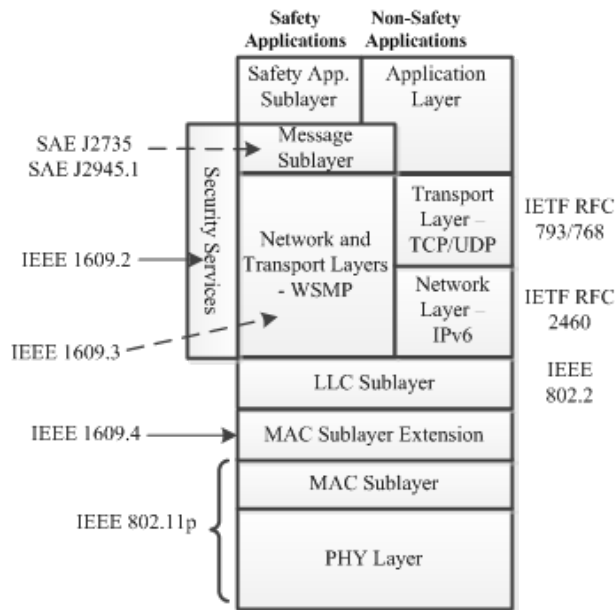 Safety
Applications
Non-Safety
Applications
Safety App.
Sublayer
Application
Layer
SAE J2735
SAE J2945.1
Message
Sublayer
Security Services
IEEE 1609.2
Network and
Transport Layers
- WSMP
Transport
Layer –
TCP/UDP
IETF RFC
793/768
Network
Layer –
IPv6
IETF RFC
2460
IEEE 1609.3
LLC Sublayer
IEEE
802.2
IEEE 1609.4
MAC Sublayer Extension
MAC Sublayer
IEEE 802.11p
PHY Layer